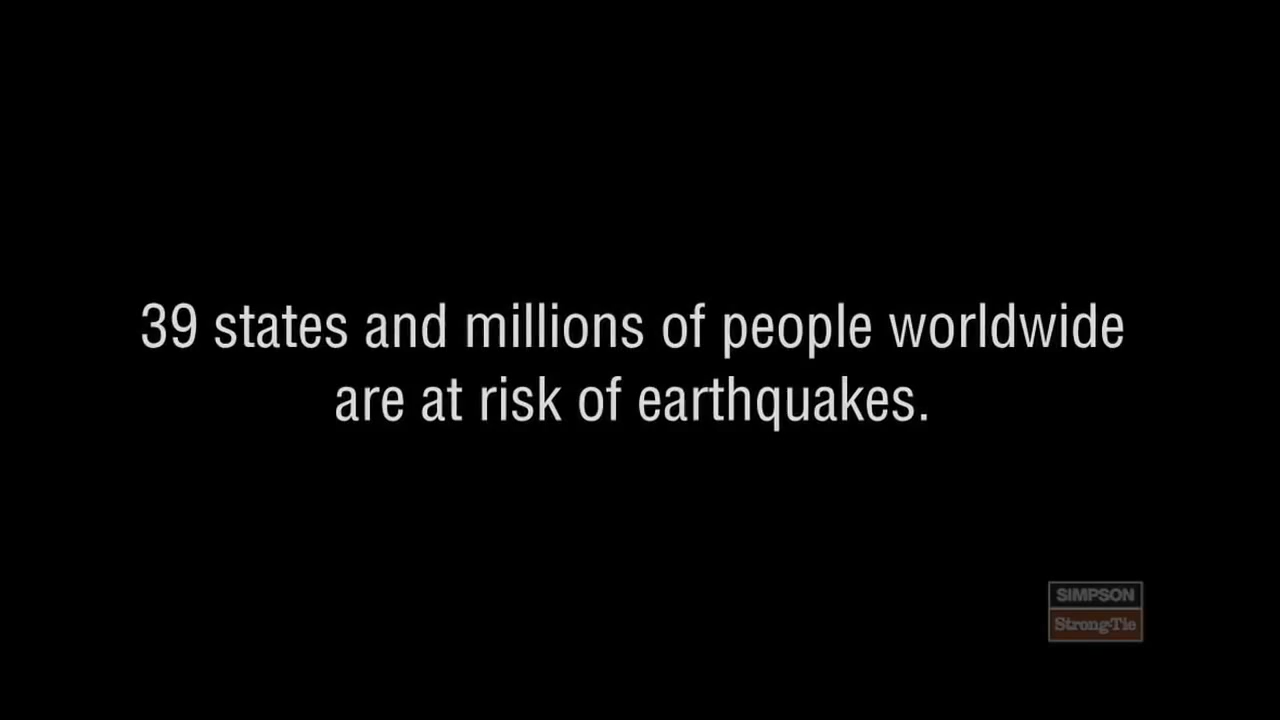 39 states and millions of people worldwide
are at risk of earthquakes.
SIMPSON
Strong-Tie